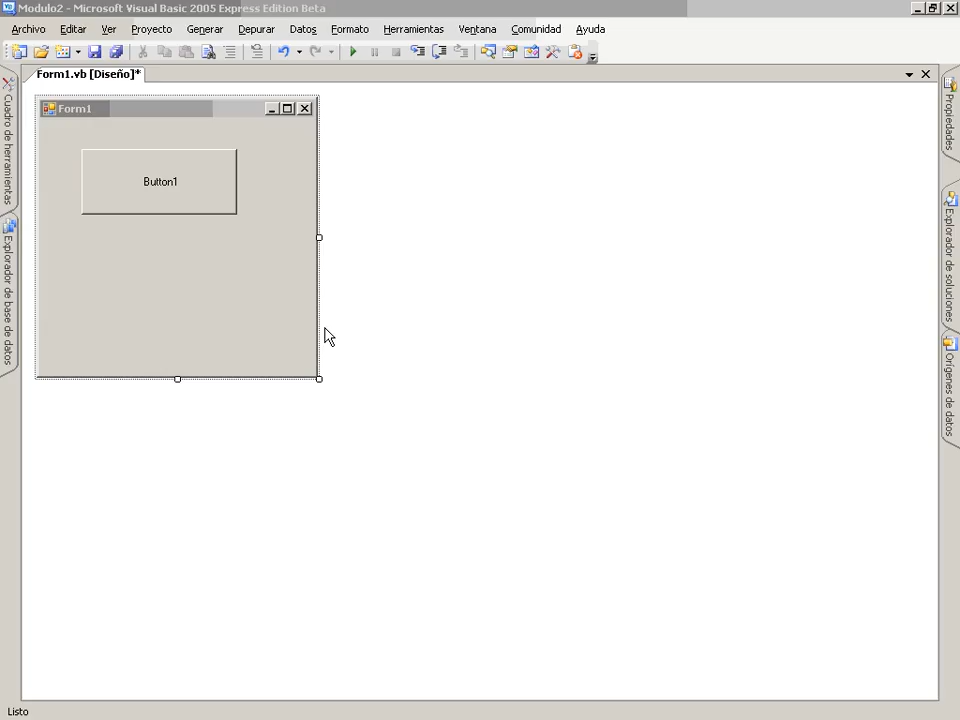 Modulo2 - Microsoft Visual Basic 2005 Express Edition Beta
Archivo Editar Ver Proyecto Generar Depurar Datos Formato Herramientas Ventana Comunidad Ayuda
Form1.vb [Diseño]*
Cuadro de herramientas
Explorador de base de datos
Form1
Button1
Propiedades
Explorador de soluciones
Orígenes de datos
Listo